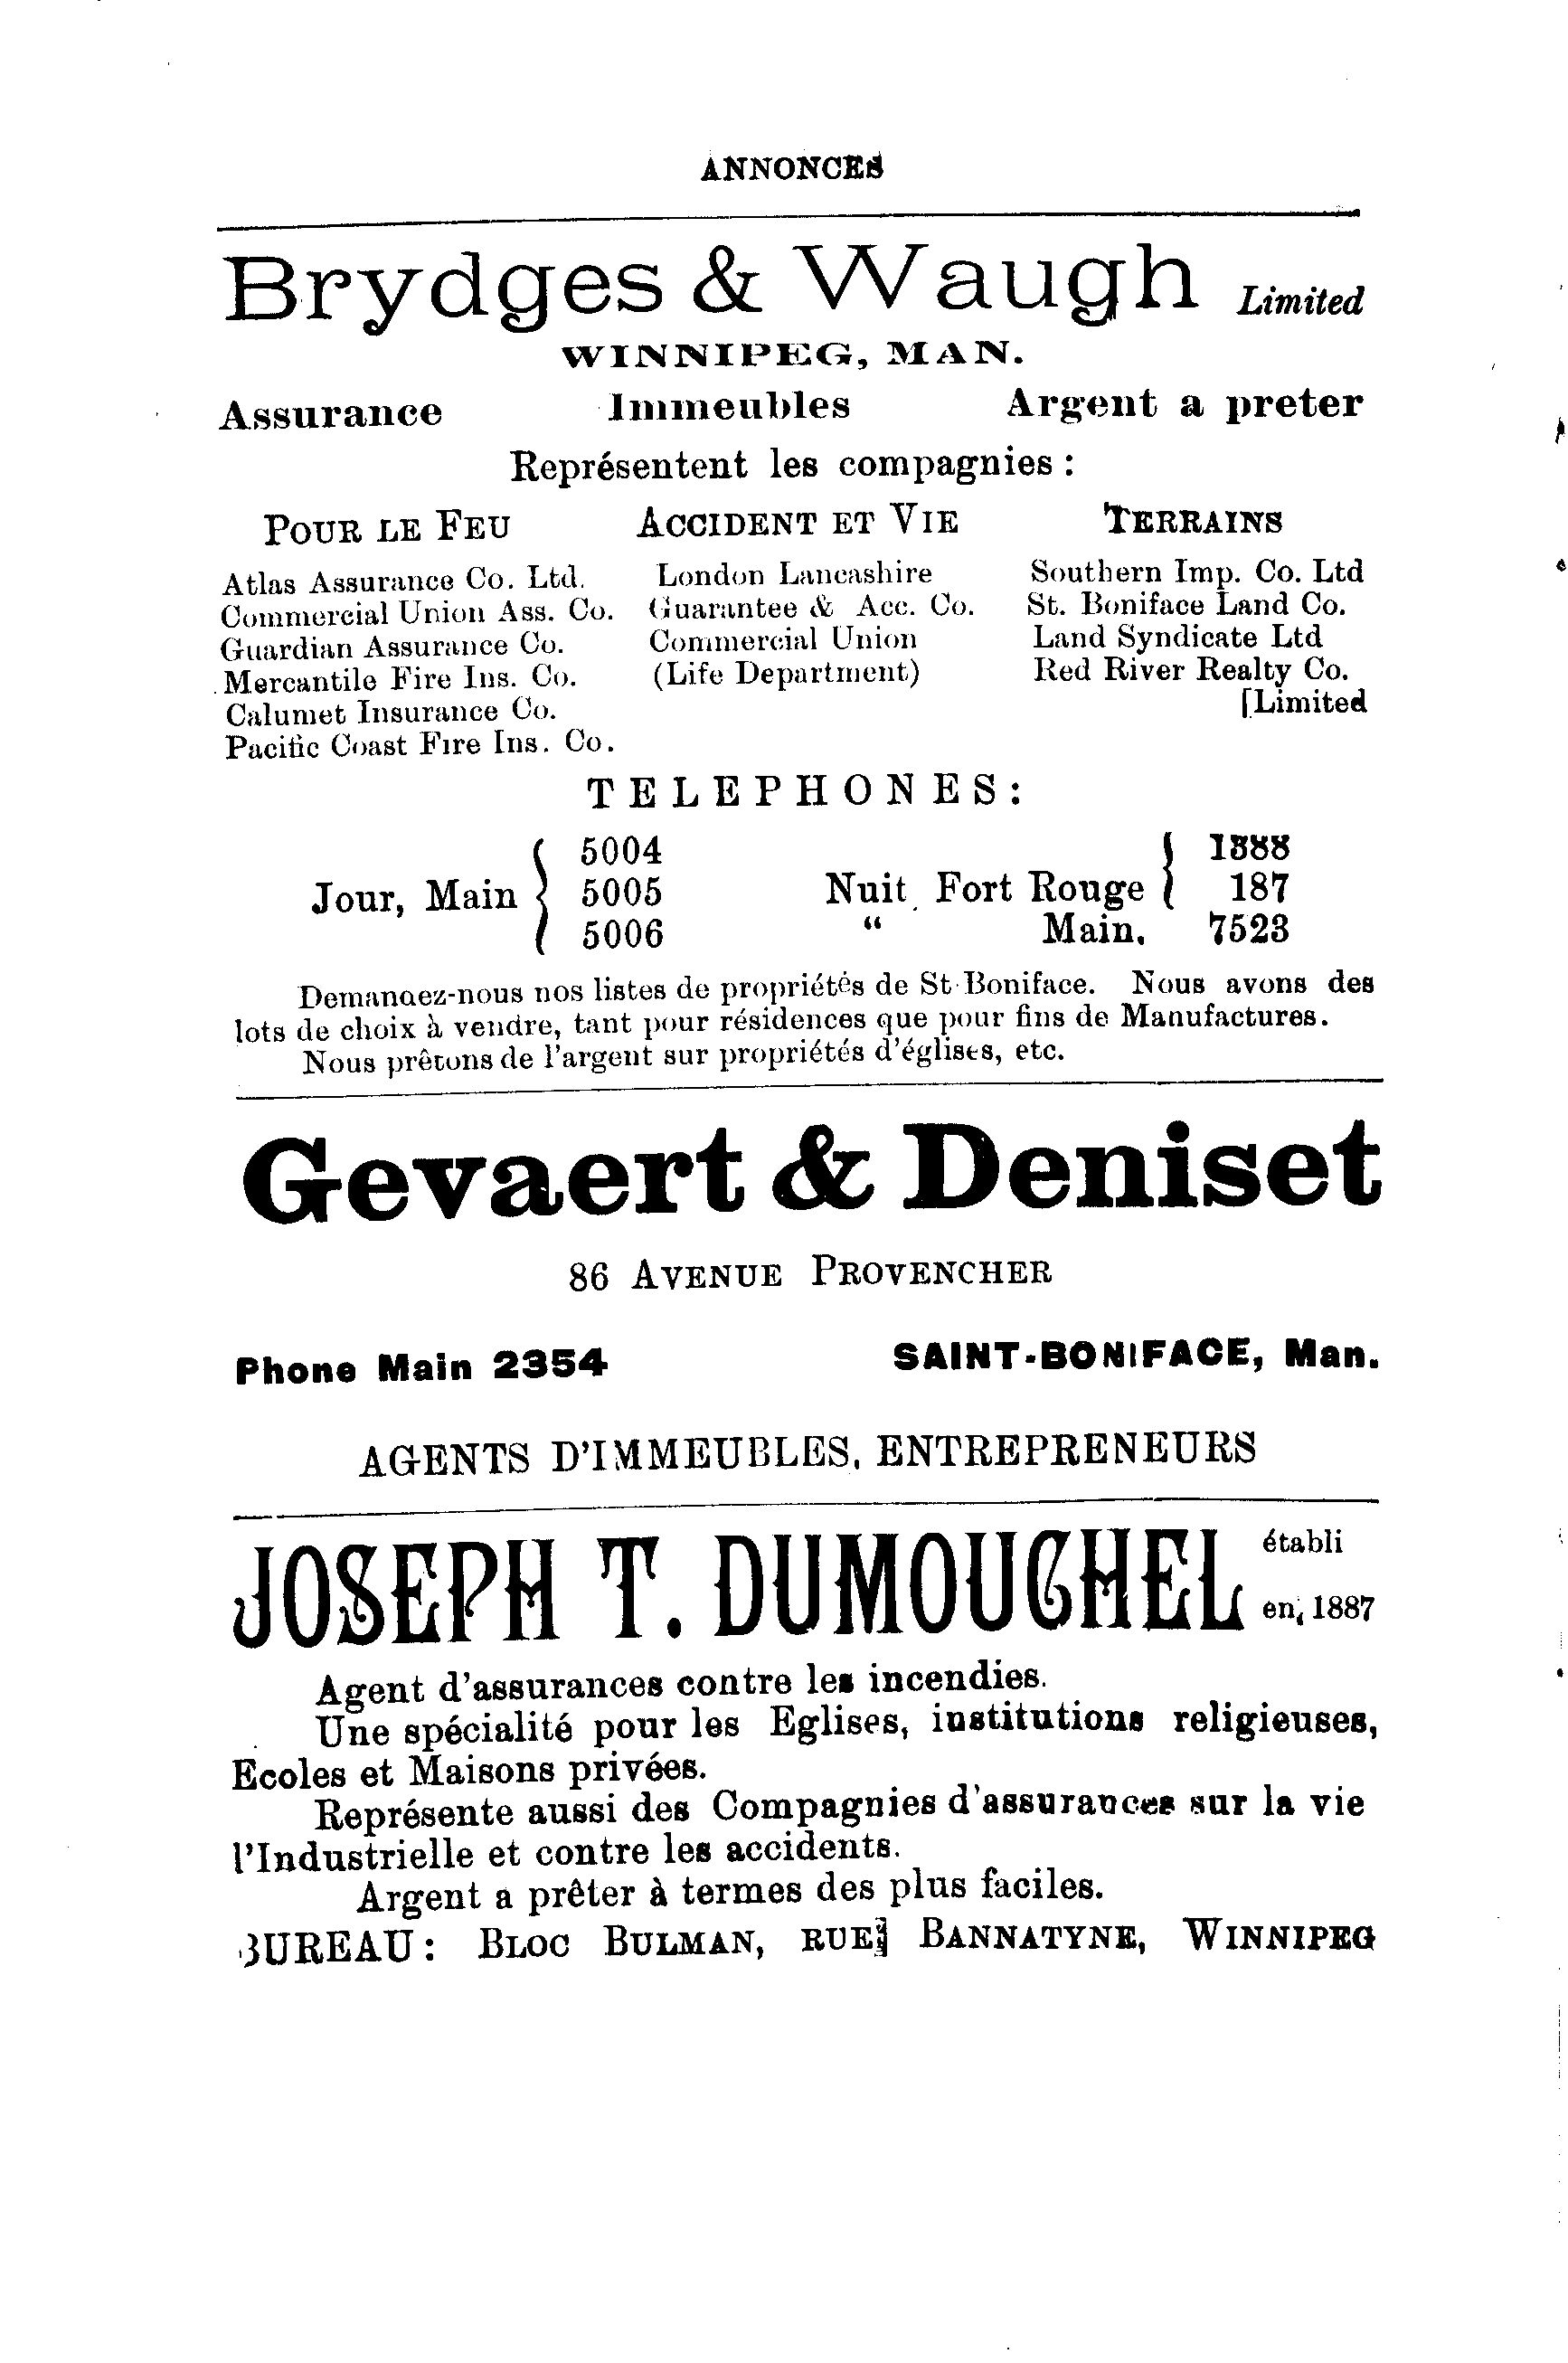 ANNONCES
Brydges & Waugh Limited
WINNIPEG, MAN.
Assurance Immeubles Argent a preter
Représentent les compagnies :
POUR LE FEU ACCIDENT ET VIE TERRAINS
Atlas Assurance Co. Ltd. London Lancashire Southern Imp. Co. Ltd
Commercial Union Ass. Co. Guarantee & Acc. Co. St. Boniface Land Co.
Guardian Assurance Co. Commercial Union Land Syndicate Ltd
Mercantile Fire Ins. Co. (Life Department) Red River Realty Co.
Calumet Insurance Co. [Limited
Pacific Coast Fire Ins. Co.
TELEPHONES:
5004 1888
Jour, Main { 5005 Nuit Fort Rouge { 187
5006 “ Main. 7523
Demandez-nous nos listes de propriétés de St-Boniface. Nous avons des
lots de choix à vendre, tant pour résidences que pour fins de Manufactures.
Nous prêtons de l'argent sur propriétés d'églises, etc.
Gevaert & Deniset
86 AVENUE PROVENCHER
Phone Main 2354 SAINT-BONIFACE, Man.
AGENTS D'IMMEUBLES, ENTREPRENEURS
JOSEPH T. DUMOUCHEL établi
en 1887
Agent d'assurances contre les incendies.
Une spécialité pour les Eglises, institutions religieuses,
Ecoles et Maisons privées.
Représente aussi des Compagnies d'assurances sur la vie
l'Industrielle et contre les accidents.
Argent a prêter à termes des plus faciles.
BUREAU: BLOC BULMAN, RUE BANNATYNE, WINNIPEG